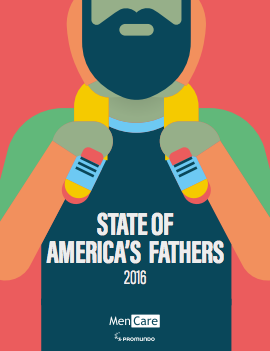 STATE OF
AMERICA'S FATHERS
2016
MenCare
PROMUNDO